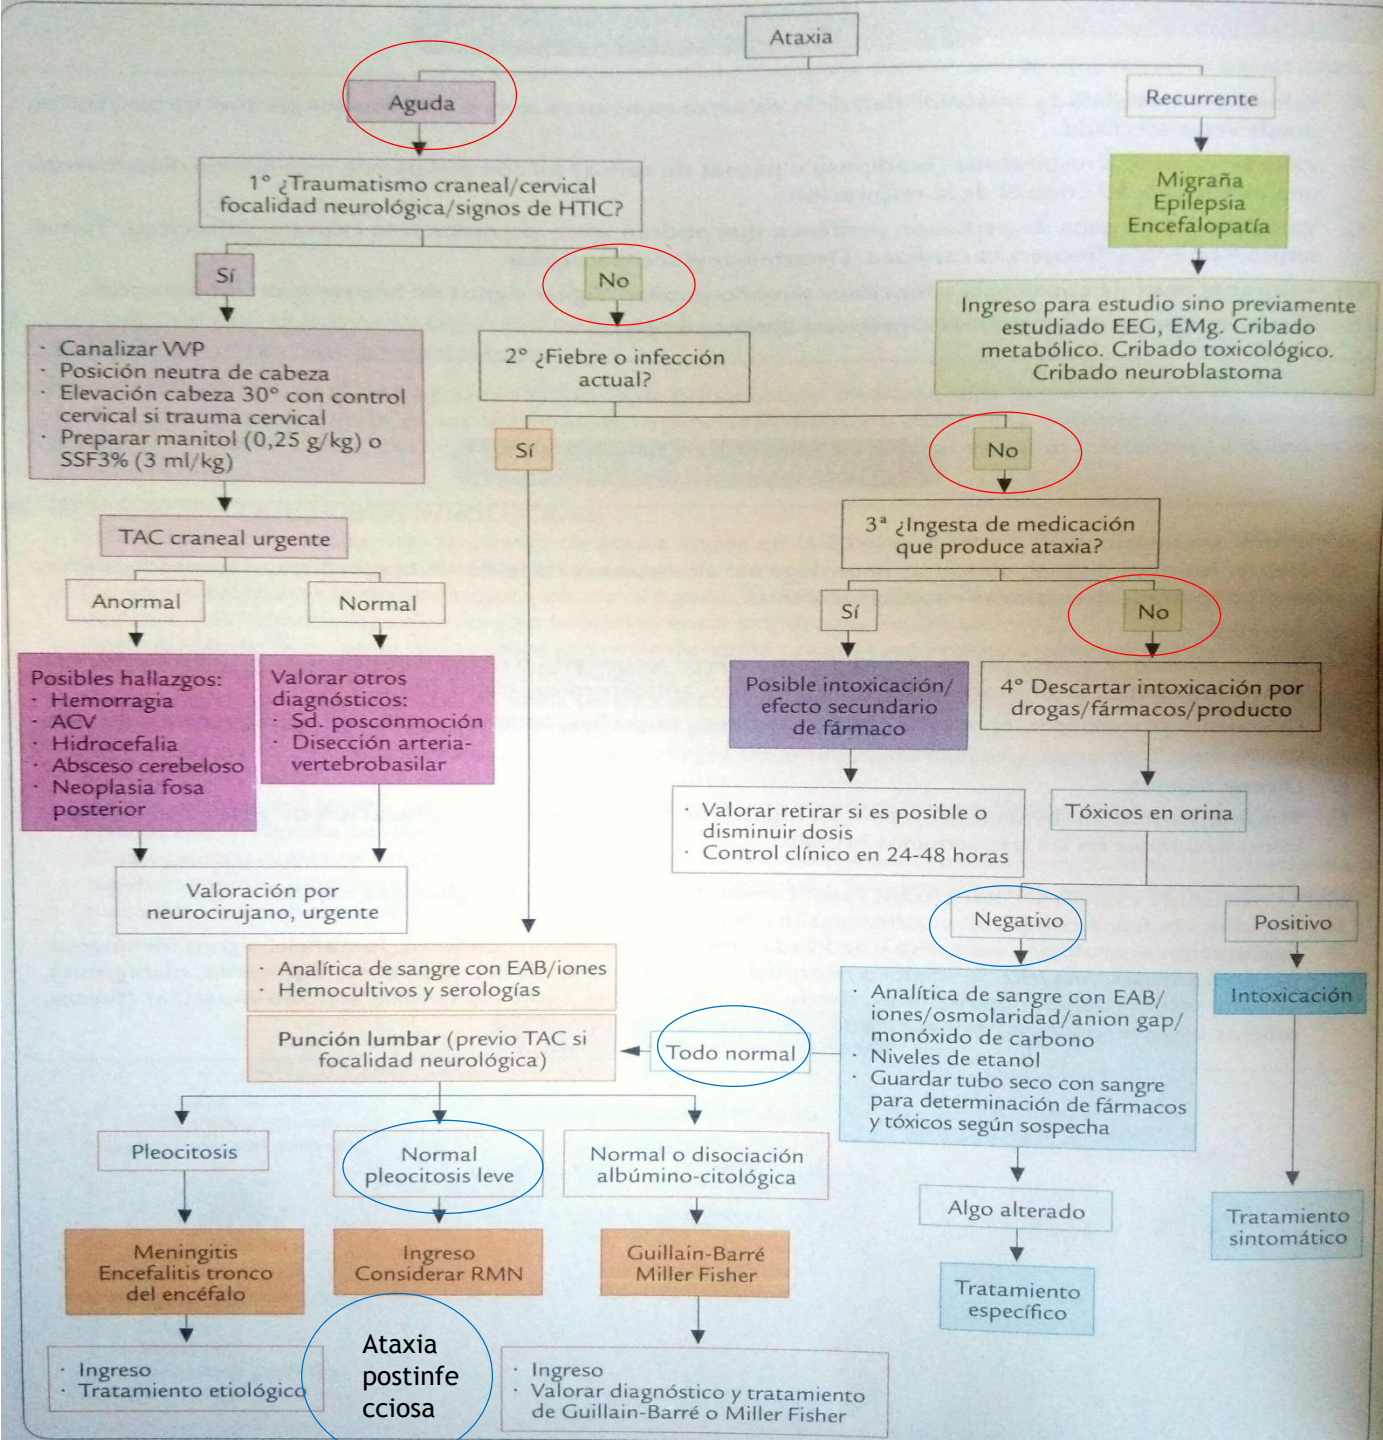 Ataxia
Aguda
Recurrente
1º ¿Traumatismo craneal/cervical
focalidad neurológica/signos de HTIC?
Migraña
Epilepsia
Encefalopatía
Sí
No
Ingreso para estudio sino previamente
estudiado EEG, EMg. Cribado
metabólico. Cribado toxicológico.
Cribado neuroblastoma
· Canalizar VVP
· Posición neutra de cabeza
· Elevación cabeza 30° con control
cervical si trauma cervical
· Preparar manitol (0,25 g/kg) o
SSF3% (3 ml/kg)
2º ¿Fiebre o infección
actual?
Sí
No
TAC craneal urgente
3ª ¿Ingesta de medicación
que produce ataxia?
Anormal
Normal
Sí
No
Posibles hallazgos:
· Hemorragia
· ACV
· Hidrocefalia
· Absceso cerebeloso
· Neoplasia fosa
posterior
Valorar otros
diagnósticos:
· Sd. posconmoción
· Disección arteria-
vertebrobasilar
Posible intoxicación/
efecto secundario
de fármaco
4º Descartar intoxicación por
drogas/fármacos/producto
· Valorar retirar si es posible o
disminuir dosis
· Control clínico en 24-48 horas
Tóxicos en orina
Valoración por
neurocirujano, urgente
Negativo
Positivo
· Analítica de sangre con EAB/iones
· Hemocultivos y serologías
Punción lumbar (previo TAC si
focalidad neurológica)
Todo normal
· Analítica de sangre con EAB/
iones/osmolaridad/anion gap/
monóxido de carbono
· Niveles de etanol
· Guardar tubo seco con sangre
para determinación de fármacos
y tóxicos según sospecha
Intoxicación
Pleocitosis
Normal
pleocitosis leve
Normal o disociación
albúmino-citológica
Algo alterado
Tratamiento
sintomático
Meningitis
Encefalitis tronco
del encéfalo
Ingreso
Considerar RMN
Guillain-Barré
Miller Fisher
Tratamiento
específico
· Ingreso
· Tratamiento etiológico
Ataxia
postinfe
cciosa
· Ingreso
· Valorar diagnóstico y tratamiento
de Guillain-Barré o Miller Fisher